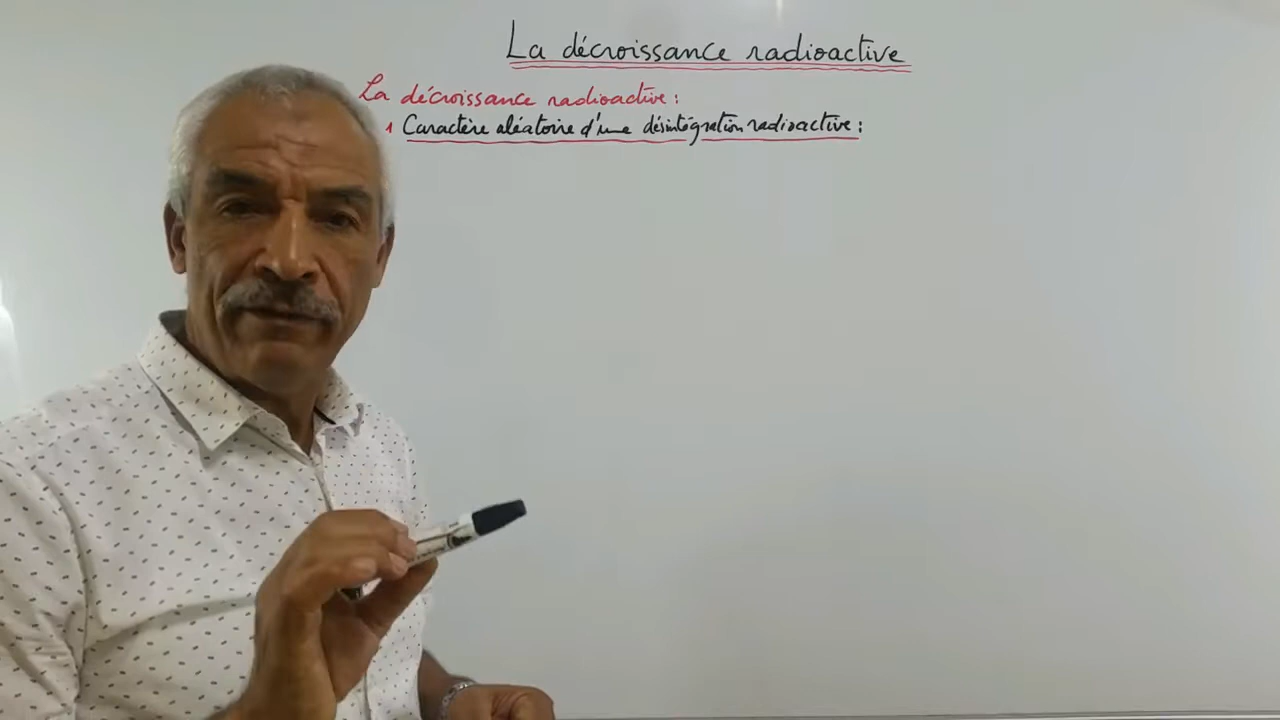 La décroissance radioactive
La décroissance radioactive :
1 Caractère aléatoire d'une désintégration radioactive :